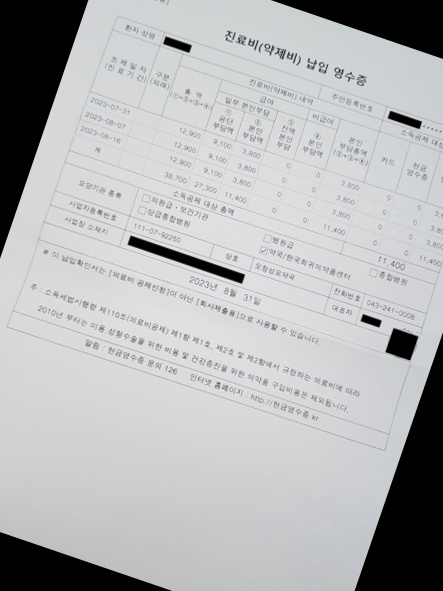 진료비(약제비) 납입 영수증
환자 성명
주민등록번호
조 제 일 자
(진 료 기 간)
구분
(외래)
총 액
(①+②+③+④)
진료비(약제비) 내역
급여
비급여
일부 본인부담
① 공단 부담액
② 본인 부담액
③ 전액 본인 부담
④ 본인 부담액
본인 부담총액
(②+③+④)
소득공제 대상
카드
현금 영수증
2023-07-31 12,900 9,100 3,800 0 0 3,800 0
2023-08-07 12,900 9,100 3,800 0 0 3,800 0
2023-08-16 12,900 9,100 3,800 0 0 3,800 0
계 38,700 27,300 11,400 0 0 11,400 0
소득공제 대상 총액 11,400
요양기관 종류
□의원급·보건기관 □병원급 □종합병원
□상급종합병원 ☑약국/한국희귀의약품센터
사업자등록번호 111-07-92250 상호 오창성모약국 전화번호 043-241-0008
사업장 소재지 대표자
2023년 8월 31일
※ 이 납입확인서는 [의료비 공제신청]이 아닌 [회사제출용]으로 사용할 수 있습니다.
주 : 소득세법시행령 제110조(의료비공제) 제1항 제1호, 제2호 및 제2항에서 규정하는 의료비에 따라
2010년 부터는 미용 성형수술을 위한 비용 및 건강증진을 위한 의약품 구입비용은 제외됩니다.
알림 : 현금영수증 문의 126 인터넷 홈페이지 : http://현금영수증.kr